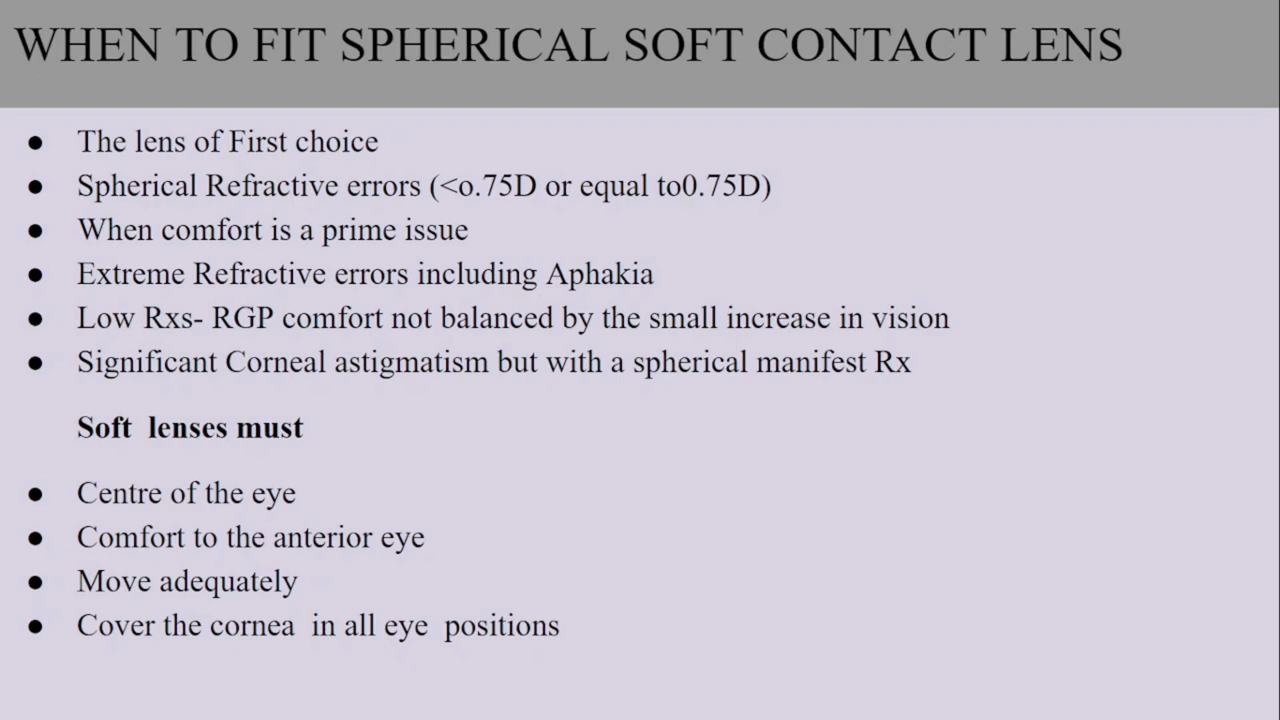 WHEN TO FIT SPHERICAL SOFT CONTACT LENS
● The lens of First choice
● Spherical Refractive errors (<o.75D or equal to0.75D)
● When comfort is a prime issue
● Extreme Refractive errors including Aphakia
● Low Rxs- RGP comfort not balanced by the small increase in vision
● Significant Corneal astigmatism but with a spherical manifest Rx
Soft lenses must
● Centre of the eye
● Comfort to the anterior eye
● Move adequately
● Cover the cornea in all eye positions